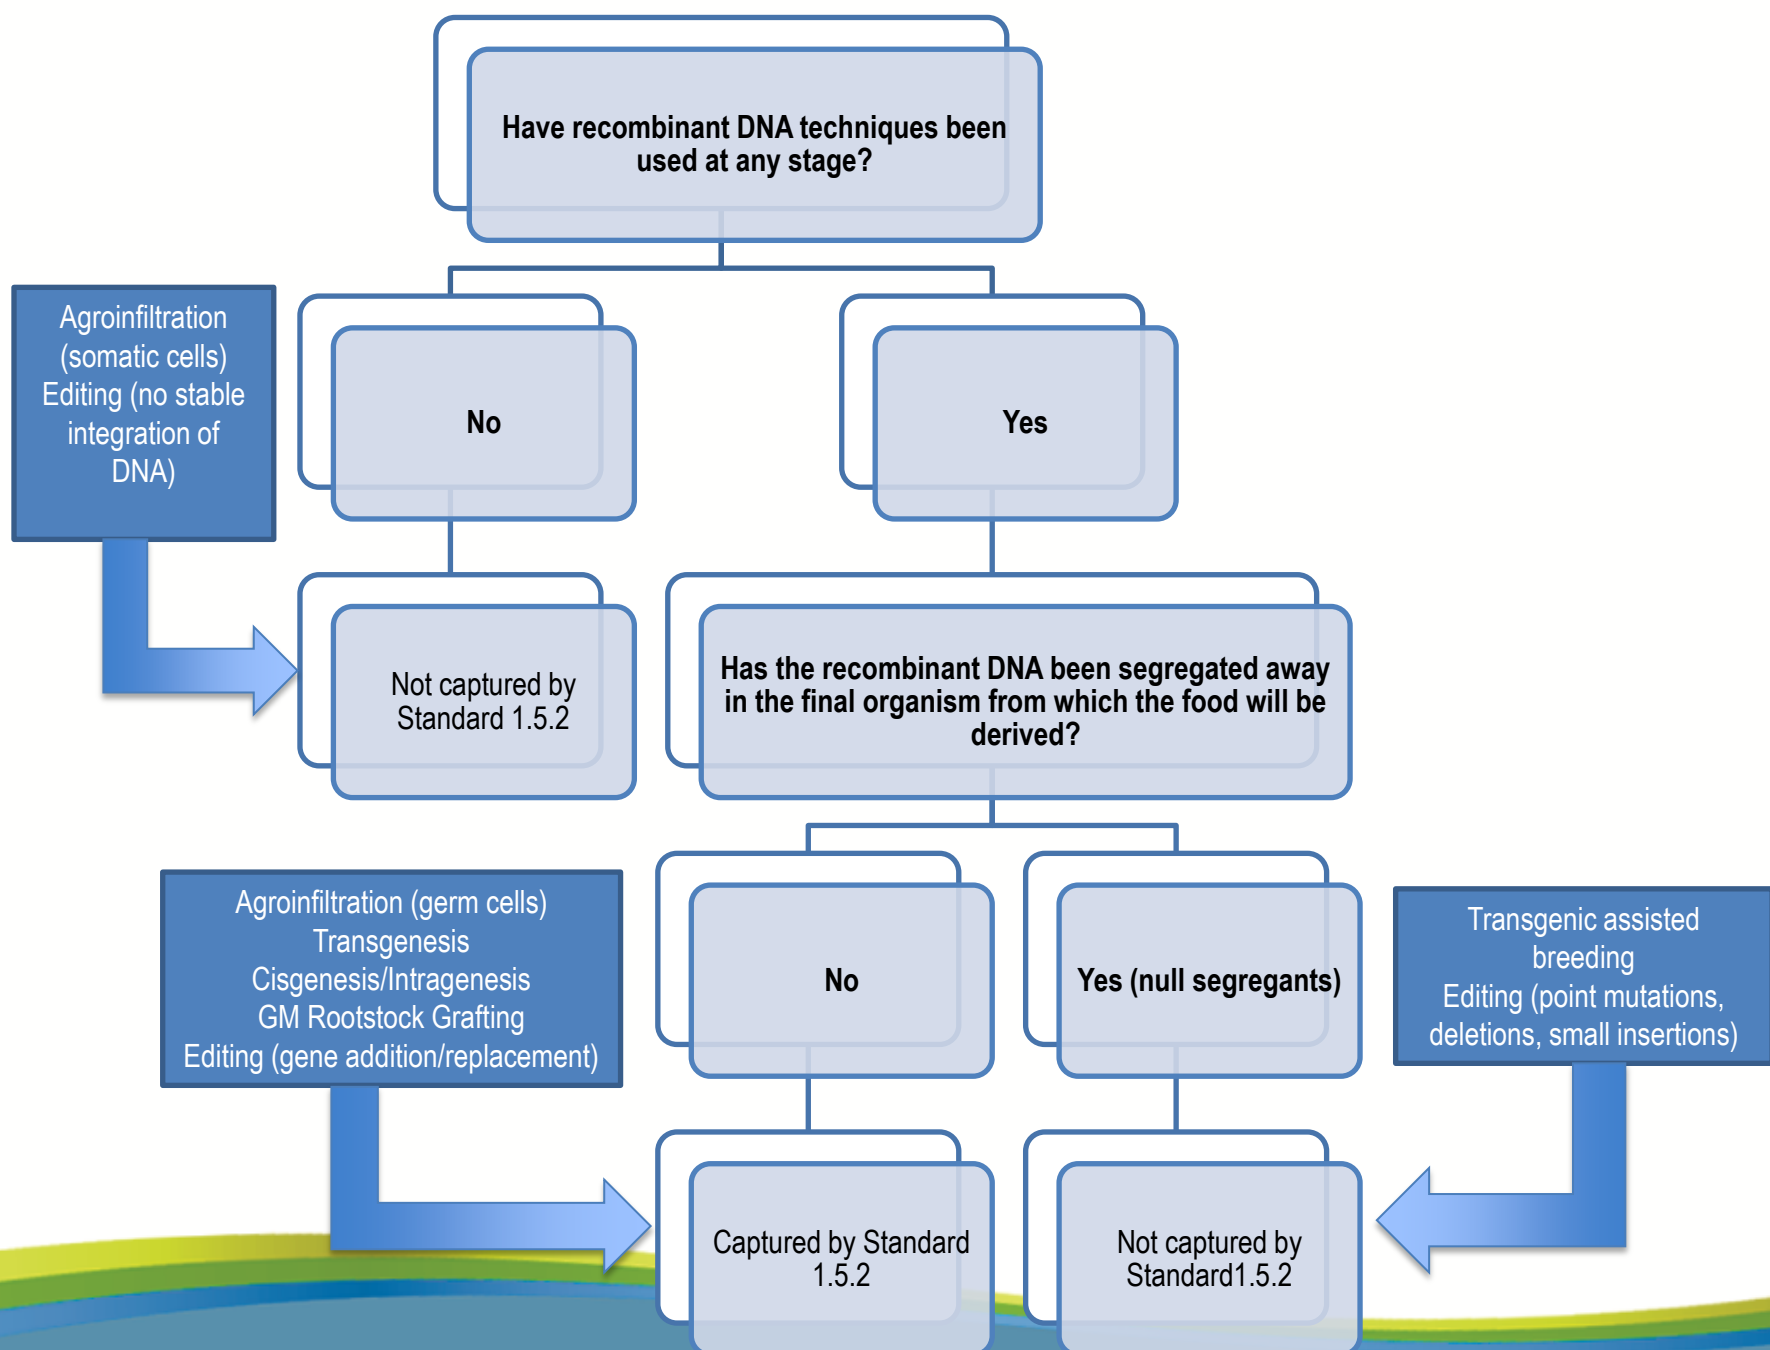 Have recombinant DNA techniques been
used at any stage?
Agroinfiltration
(somatic cells)
Editing (no stable
integration of
DNA)
No
Yes
Not captured by
Standard 1.5.2
Has the recombinant DNA been segregated away
in the final organism from which the food will be
derived?
Agroinfiltration (germ cells)
Transgenesis
Cisgenesis/Intragenesis
GM Rootstock Grafting
Editing (gene addition/replacement)
No
Yes (null segregants)
Transgenic assisted
breeding
Editing (point mutations,
deletions, small insertions)
Captured by Standard
1.5.2
Not captured by
Standard1.5.2